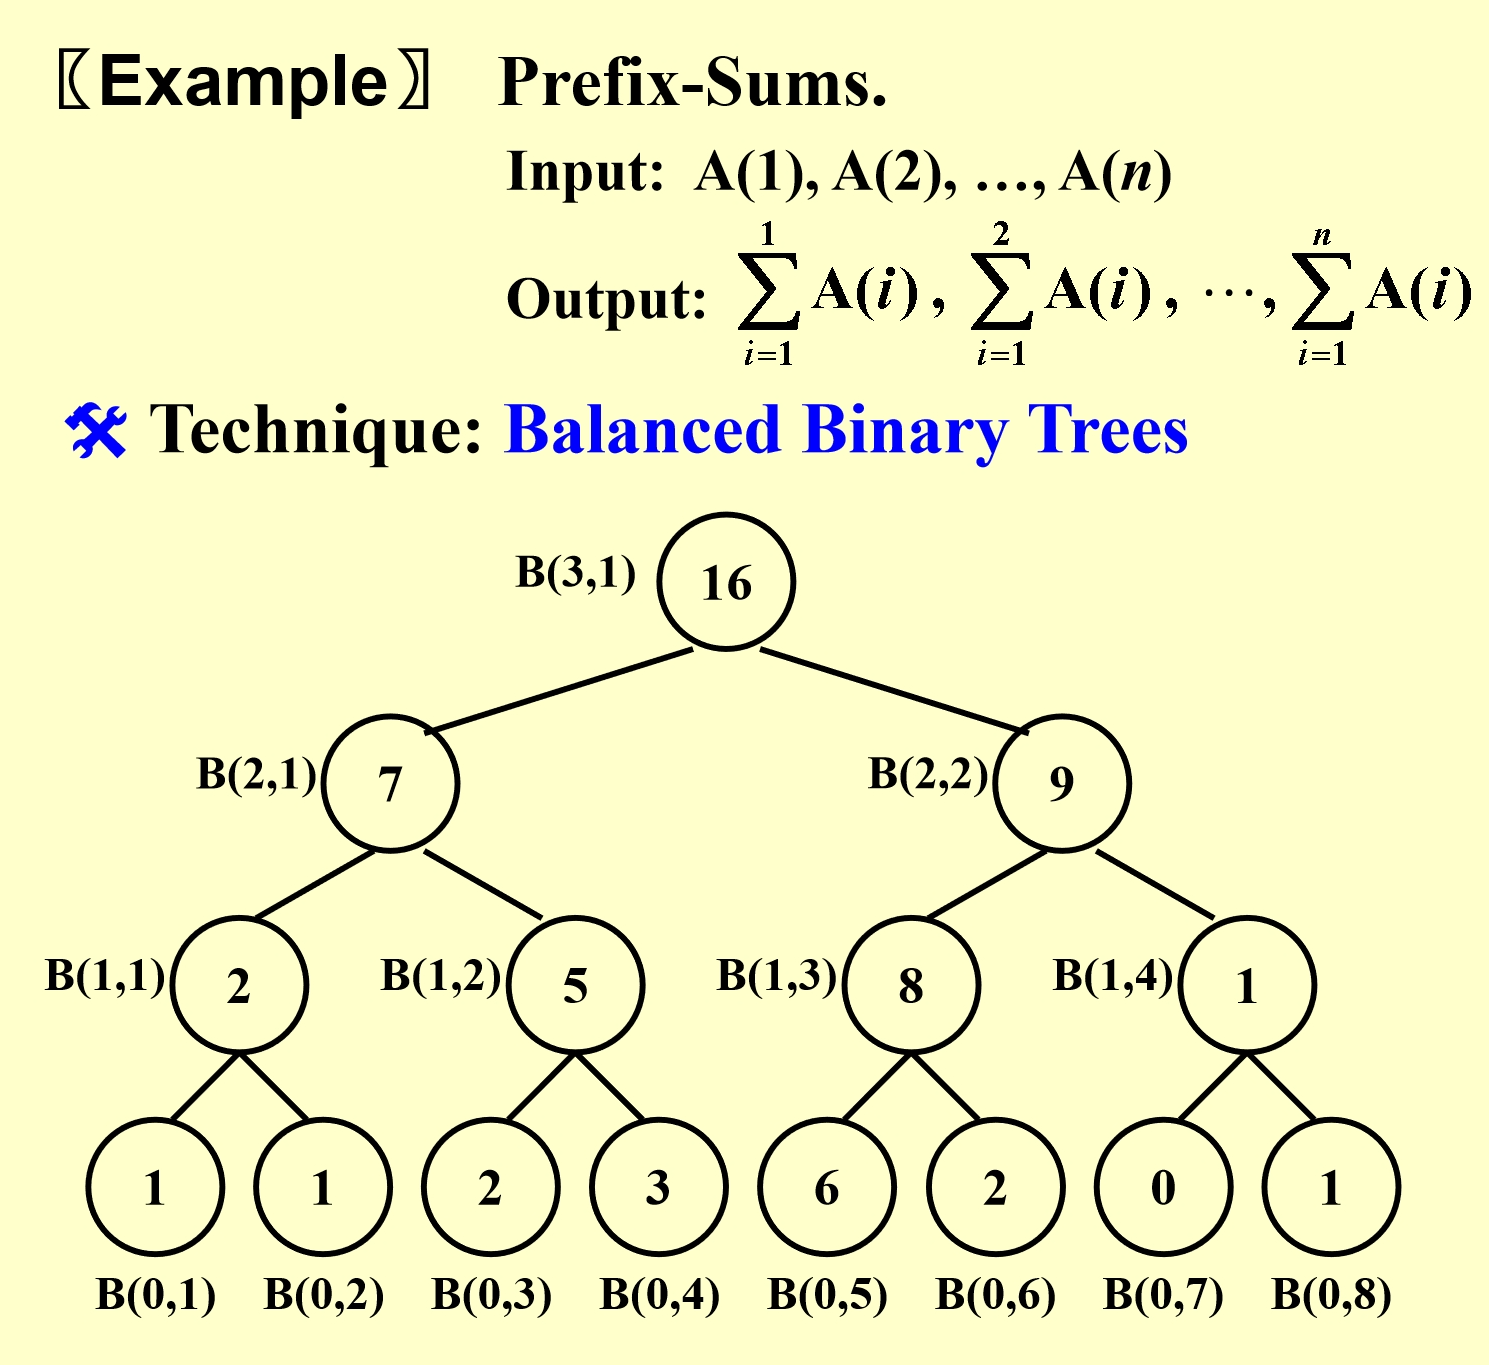 〖Example〗 Prefix-Sums.
Input: A(1), A(2), …, A(n)
Output: \sum_{i=1}^{1} A(i) , \sum_{i=1}^{2} A(i) , ⋯, \sum_{i=1}^{n} A(i)
Technique: Balanced Binary Trees
B(3,1) 16
B(2,1) 7 B(2,2) 9
B(1,1) 2 B(1,2) 5 B(1,3) 8 B(1,4) 1
1 1 2 3 6 2 0 1
B(0,1) B(0,2) B(0,3) B(0,4) B(0,5) B(0,6) B(0,7) B(0,8)